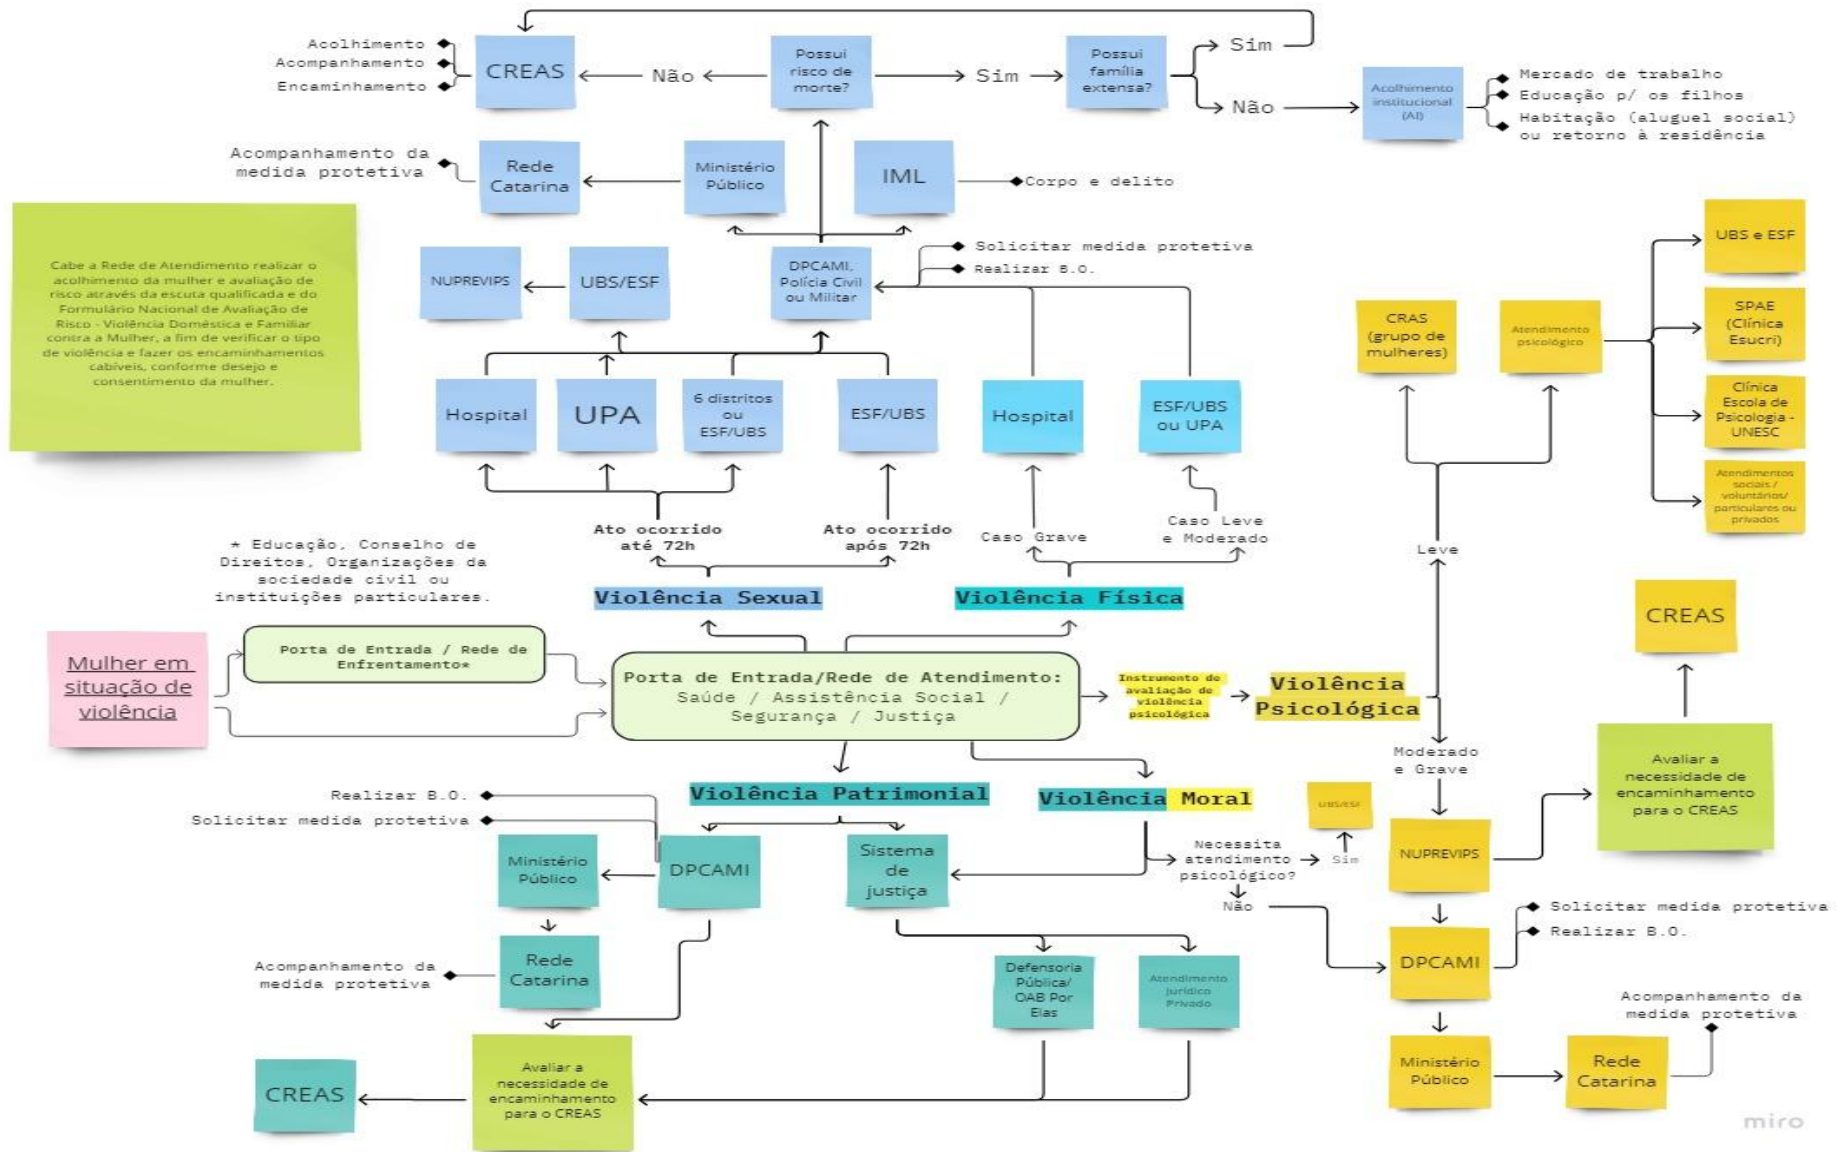 Acolhimento
Acompanhamento
Encaminhamento
CREAS
Não
Possui
risco de
morte?
Sim
Possui
família
extensa?
Sim
Não
Acolhimento
institucional
(AI)
Mercado de trabalho
Educação p/ os filhos
Habitação (aluguel social)
ou retorno à residência
Acompanhamento da
medida protetiva
Rede
Catarina
Ministério
Público
IML
Corpo e delito
Cabe a Rede de Atendimento realizar o
acolhimento da mulher e avaliação de
risco através da escuta qualificada e do
Formulário Nacional de Avaliação de
Risco - Violência Doméstica e Familiar
contra a Mulher, a fim de verificar o tipo
de violência e fazer os encaminhamentos
cabíveis, conforme desejo e
consentimento da mulher.
NUPREVIPS
UBS/ESF
DPCAMI,
Polícia Civil
ou Militar
Solicitar medida protetiva
Realizar B.O.
Hospital
UPA
6 distritos
ou
ESF/UBS
ESF/UBS
Hospital
ESF/UBS
ou UPA
CRAS
(grupo de
mulheres)
Atendimento
psicológico
UBS e ESF
SPAE
(Clínica
Esucri)
Clínica
Escola de
Psicologia -
UNESC
Atendimentos
sociais /
voluntários/
particulares ou
privados
Ato ocorrido
até 72h
Ato ocorrido
após 72h
Caso Grave
Caso Leve
e Moderado
Leve
* Educação, Conselho de
Direitos, Organizações da
sociedade civil ou
instituições particulares.
Violência Sexual
Violência Física
CREAS
Mulher em
situação de
violência
Porta de Entrada / Rede de
Enfrentamento*
Porta de Entrada/Rede de Atendimento:
Saúde / Assistência Social /
Segurança / Justiça
Instrumento de
avaliação de
violência
psicológica
Violência
Psicológica
Moderado
e Grave
Avaliar a
necessidade de
encaminhamento
para o CREAS
Realizar B.O.
Solicitar medida protetiva
Violência Patrimonial
Violência Moral
UBS/ESF
Ministério
Público
DPCAMI
Sistema
de
justiça
Necessita
atendimento
psicológico?
Sim
Não
NUPREVIPS
Solicitar medida protetiva
Realizar B.O.
DPCAMI
Acompanhamento da
medida protetiva
Rede
Catarina
Defensoria
Pública/
OAB Por
Elas
Atendimento
Jurídico
Privado
Acompanhamento da
medida protetiva
Ministério
Público
Rede
Catarina
CREAS
Avaliar a
necessidade de
encaminhamento
para o CREAS
miro